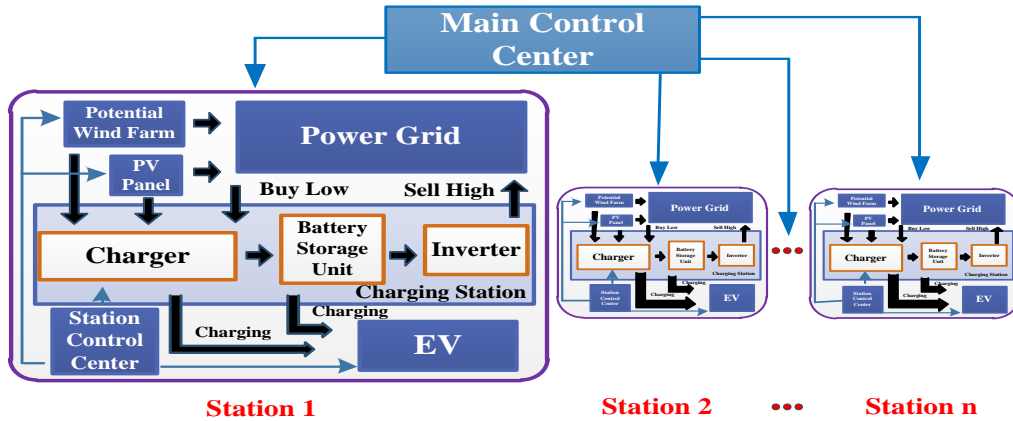 Main Control
Center
Potential
Wind Farm
Power Grid
PV
Panel
Buy Low
Sell High
Charger
Battery
Storage
Unit
Inverter
Charging Station
Station
Control
Center
Charging
Charging
EV
Station 1
Potential
Wind Farm
Power Grid
PV
Panel
Buy Low
Sell High
Charger
Battery
Storage
Unit
Inverter
Charging Station
Station
Control
Center
Charging
Charging
EV
Station 2
Potential
Wind Farm
Power Grid
PV
Panel
Buy Low
Sell High
Charger
Battery
Storage
Unit
Inverter
Charging Station
Station
Control
Center
Charging
Charging
EV
Station n